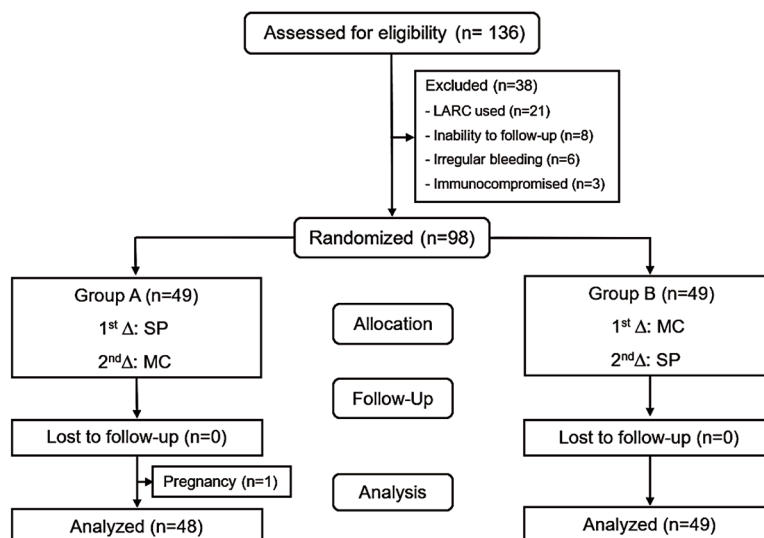 Assessed for eligibility (n= 136)
Excluded (n=38)
- LARC used (n=21)
- Inability to follow-up (n=8)
- Irregular bleeding (n=6)
- Immunocompromised (n=3)
Randomized (n=98)
Group A (n=49)
1st Δ: SP
2nd Δ: MC
Allocation
Group B (n=49)
1st Δ: MC
2nd Δ: SP
Follow-Up
Lost to follow-up (n=0)
Lost to follow-up (n=0)
Pregnancy (n=1)
Analysis
Analyzed (n=48)
Analyzed (n=49)